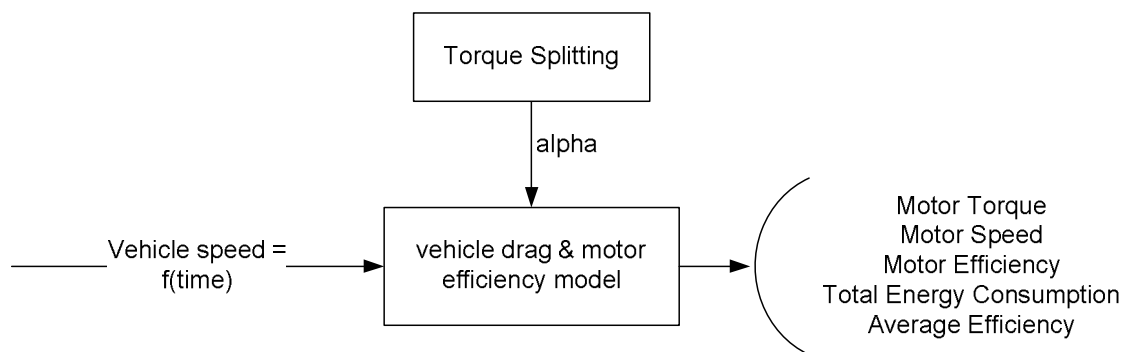 Torque Splitting
alpha
Vehicle speed =
f(time)
vehicle drag & motor
efficiency model
Motor Torque
Motor Speed
Motor Efficiency
Total Energy Consumption
Average Efficiency